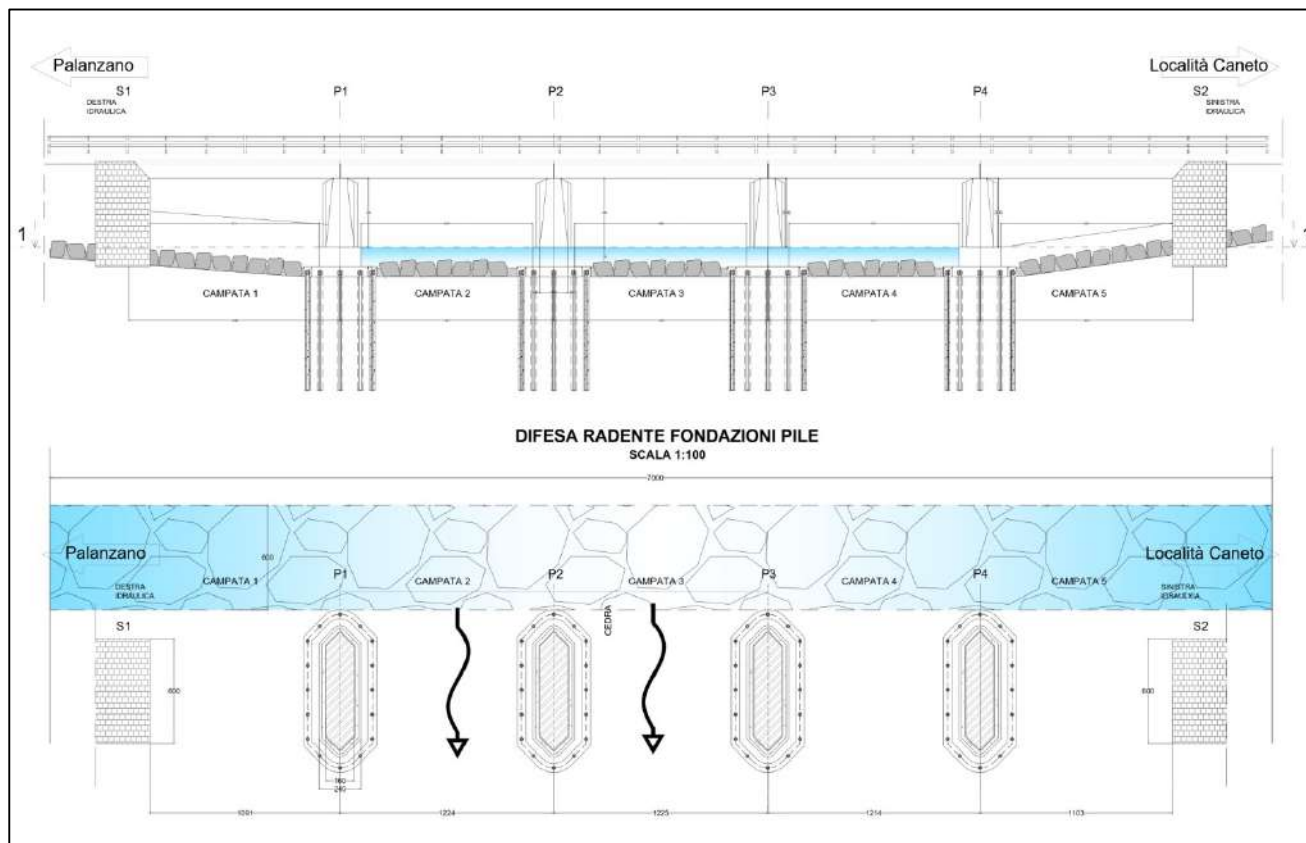 Palanzano
Località Caneto
S1
P1
P2
P3
P4
S2
DESTRA
IDRAULICA
SINISTRA
IDRAULICA
1
1
CAMPATA 1
CAMPATA 2
CAMPATA 3
CAMPATA 4
CAMPATA 5
DIFESA RADENTE FONDAZIONI PILE
SCALA 1:100
7000
Palanzano
Località Caneto
600
CAMPATA 1
P1
CAMPATA 2
P2
CAMPATA 3
P3
CAMPATA 4
P4
CAMPATA 5
DESTRA
IDRAULICA
SINISTRA
IDRAULICA
CEDRA
S1
S2
600
600
240
1224
1225
1214
1103